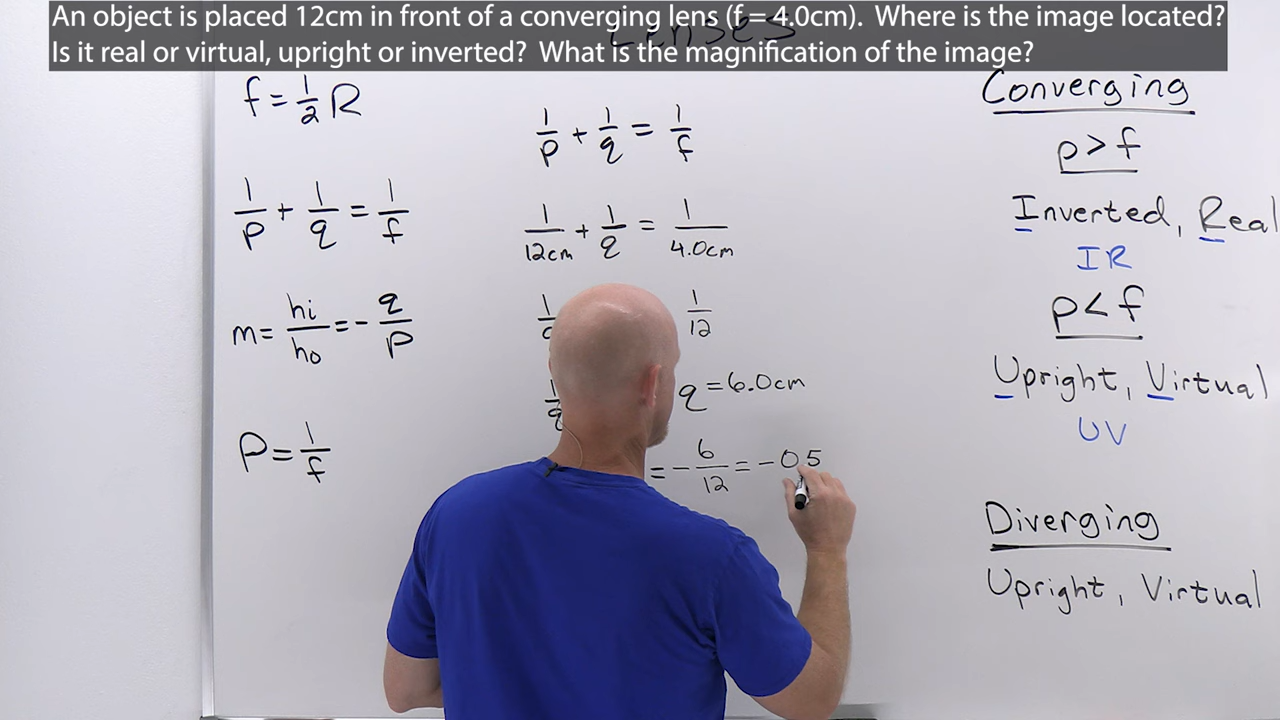 An object is placed 12cm in front of a converging lens (f = 4.0cm). Where is the image located?
Is it real or virtual, upright or inverted? What is the magnification of the image?
Lenses
f = 1/2 R
1/p + 1/q = 1/f
m = hi/ho = - q/p
P = 1/f
1/p + 1/q = 1/f
1/12cm + 1/q = 1/4.0cm
1/12
q = 6.0cm
= - 6/12 = - 0.5
Converging
p > f
Inverted, Real
IR
p < f
Upright, Virtual
UV
Diverging
Upright, Virtual